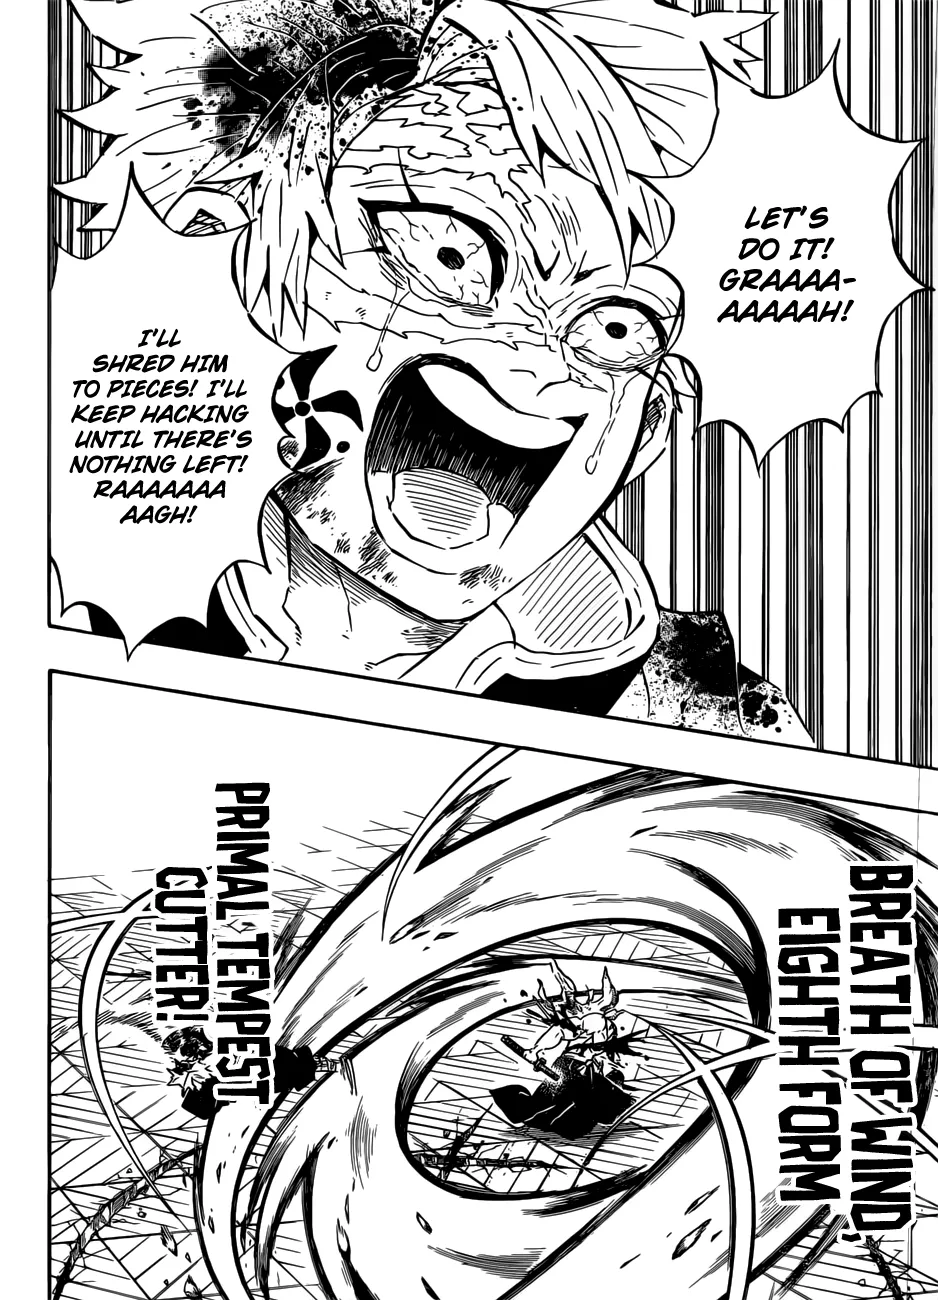 LET'S
DO IT!
GRAAAA-
AAAAAH!
I'LL
SHRED HIM
TO PIECES! I'LL
KEEP HACKING
UNTIL THERE'S
NOTHING LEFT!
RAAAAAAA
AAGH!
BREATH OF WIND,
EIGHTH FORM
PRIMAL TEMPEST
CUTTER!